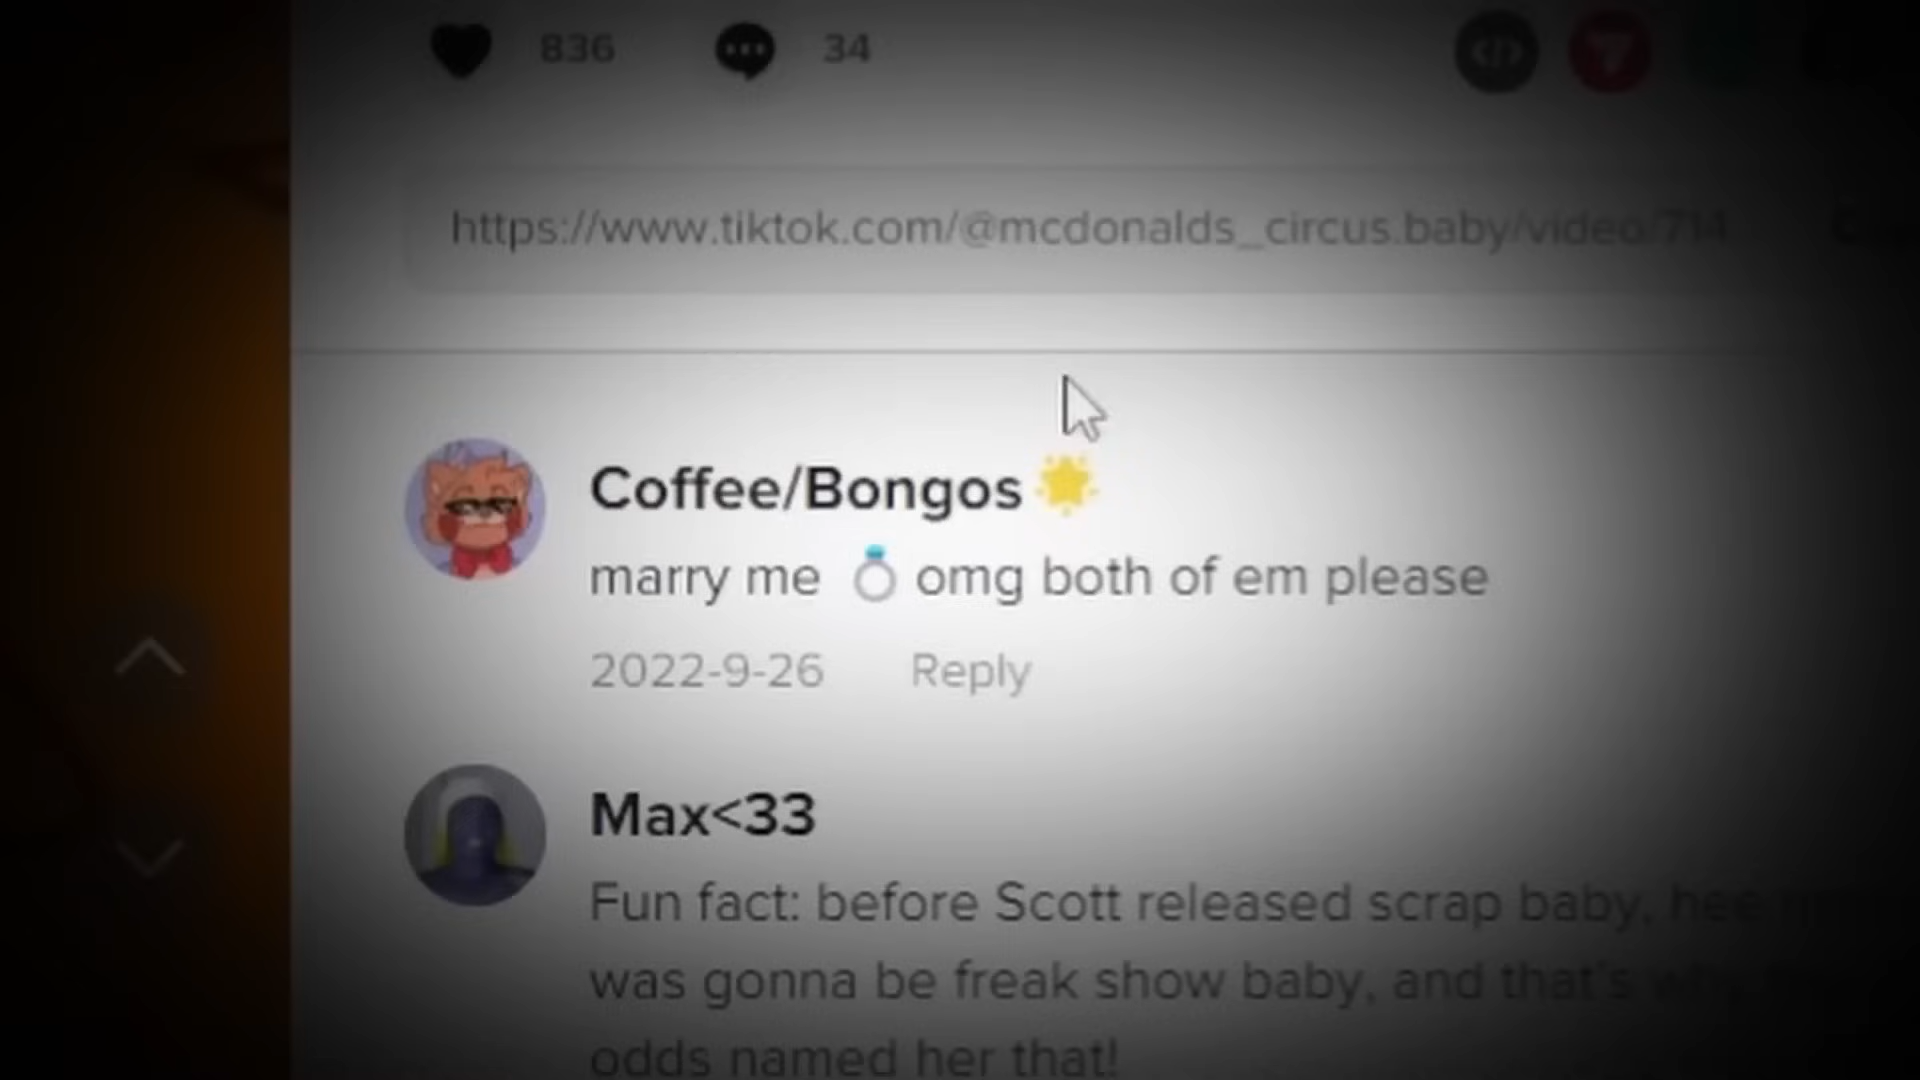 836 34
https://www.tiktok.com/@mcdonalds_circus.baby/video/714
Coffee/Bongos
marry me 💍 omg both of em please
2022-9-26 Reply
Max<33
Fun fact: before Scott released scrap baby,
was gonna be freak show baby, and that's
odds named her that!